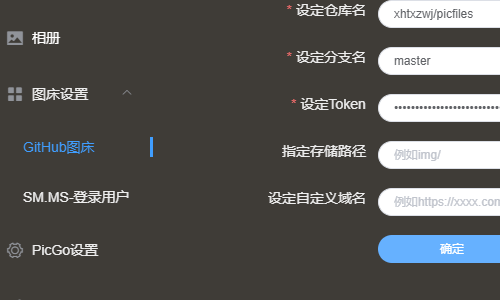 相册
图床设置
GitHub图床
SM.MS-登录用户
PicGo设置
* 设定仓库名
xhtxzwj/picfiles
* 设定分支名
master
* 设定Token
指定存储路径
例如img/
设定自定义域名
例如https://xxxx.com
确定